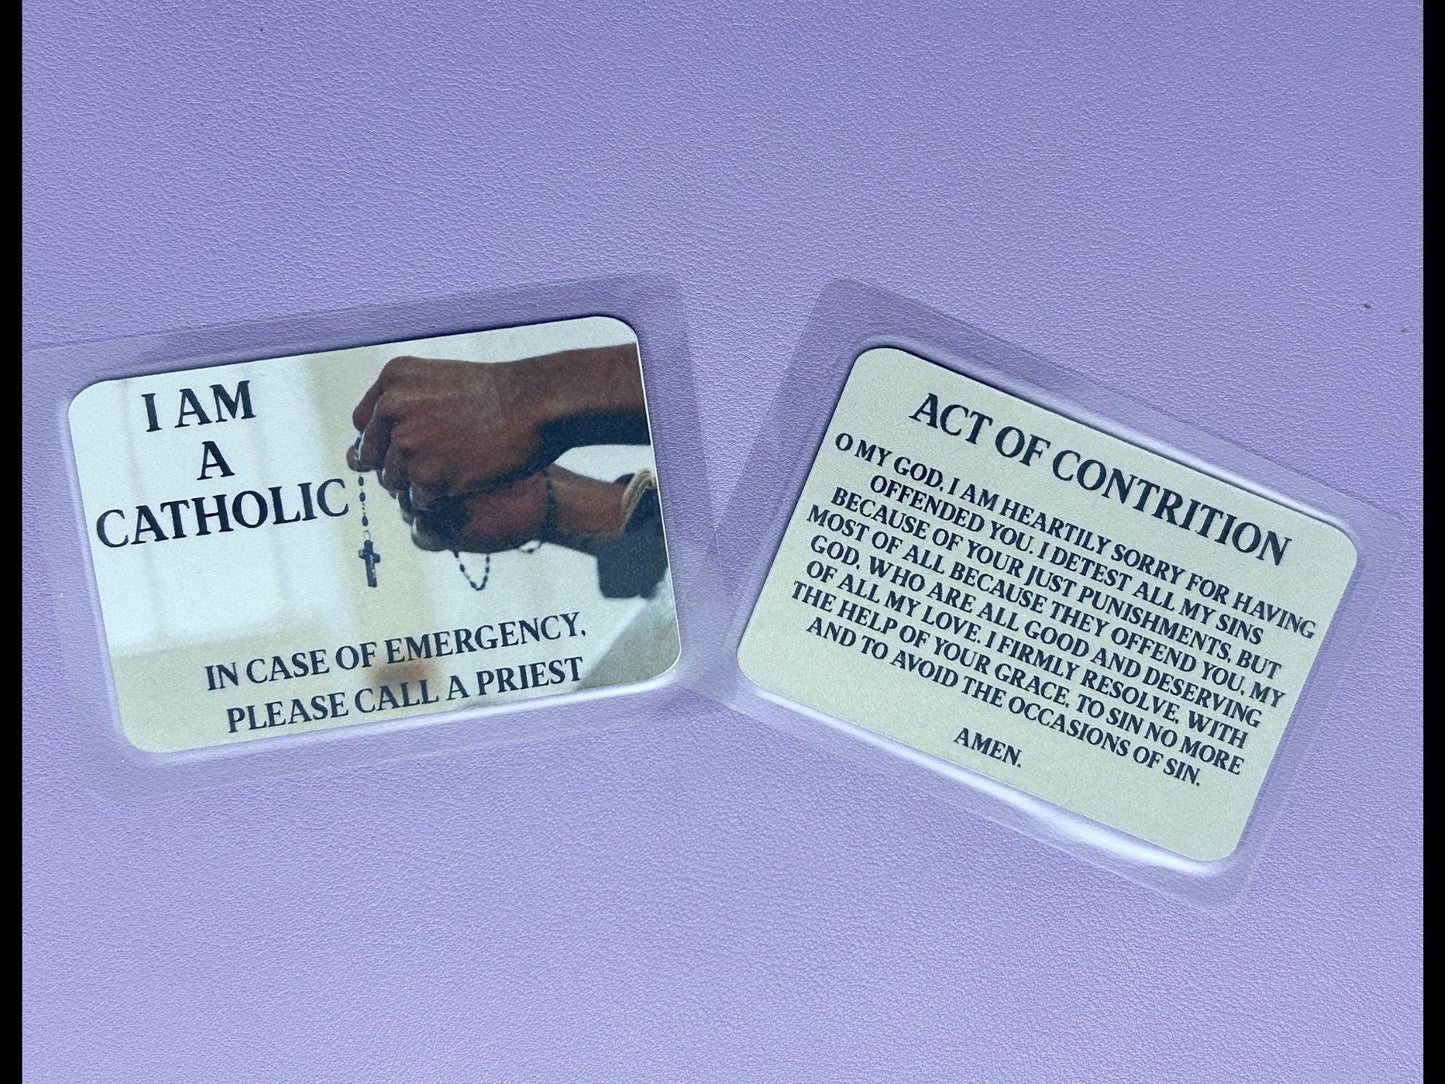 I AM
A
CATHOLIC
IN CASE OF EMERGENCY,
PLEASE CALL A PRIEST
ACT OF CONTRITION
O MY GOD, I AM HEARTILY SORRY FOR HAVING
OFFENDED YOU. I DETEST ALL MY SINS
BECAUSE OF YOUR JUST PUNISHMENTS, BUT
MOST OF ALL BECAUSE THEY OFFEND YOU, MY
GOD, WHO ARE ALL GOOD AND DESERVING
OF ALL MY LOVE. I FIRMLY RESOLVE, WITH
THE HELP OF YOUR GRACE, TO SIN NO MORE
AND TO AVOID THE OCCASIONS OF SIN.
AMEN.